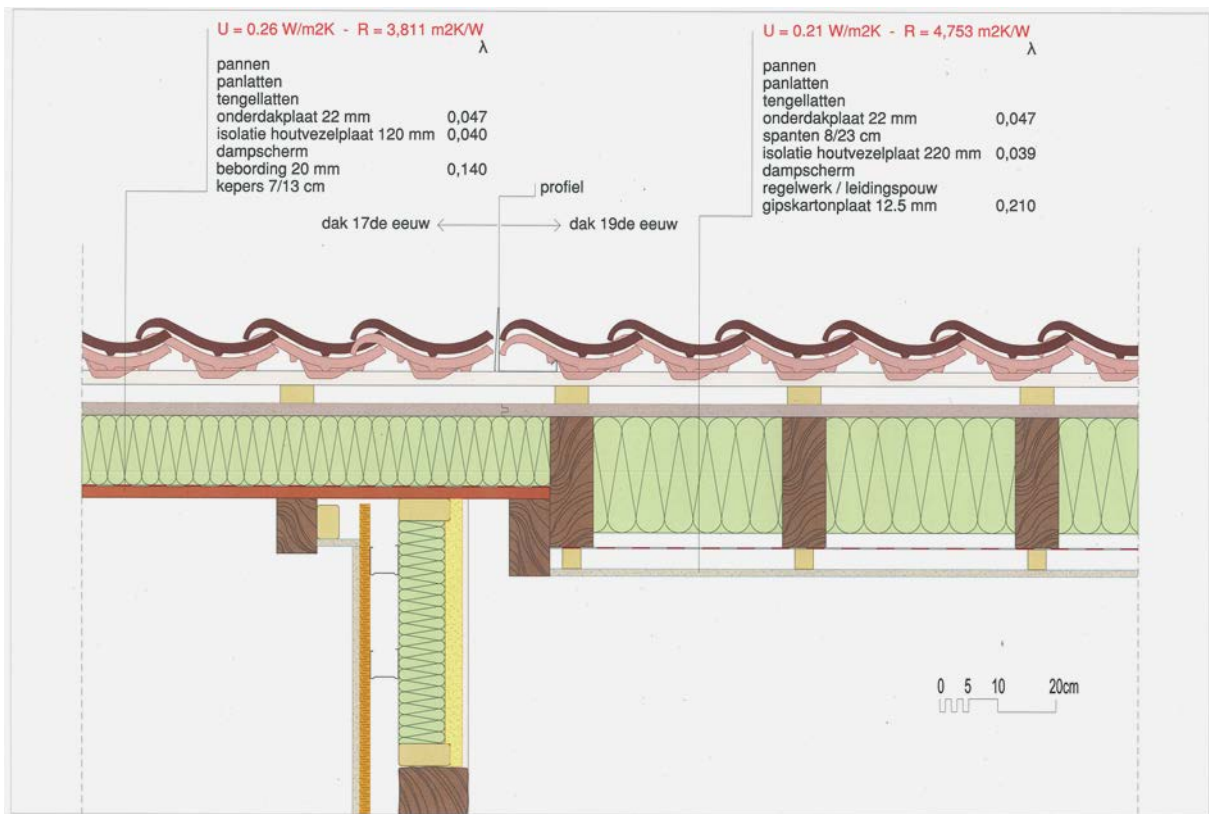 U = 0.26 W/m2K - R = 3,811 m2K/W
λ
pannen
panlatten
tengellatten
onderdakplaat 22 mm 0,047
isolatie houtvezelplaat 120 mm 0,040
dampscherm
bebording 20 mm 0,140
kepers 7/13 cm
U = 0.21 W/m2K - R = 4,753 m2K/W
λ
pannen
panlatten
tengellatten
onderdakplaat 22 mm 0,047
spanten 8/23 cm
isolatie houtvezelplaat 220 mm 0,039
dampscherm
regelwerk / leidingspouw
gipskartonplaat 12.5 mm 0,210
profiel
dak 17de eeuw
dak 19de eeuw
0 5 10 20cm